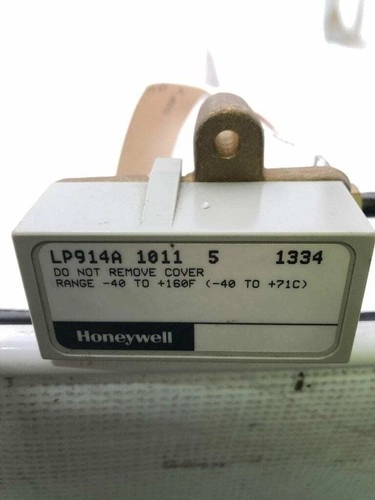 LP914A 1011 5 1334
DO NOT REMOVE COVER
RANGE -40 TO +160F (-40 TO +71C)
Honeywell